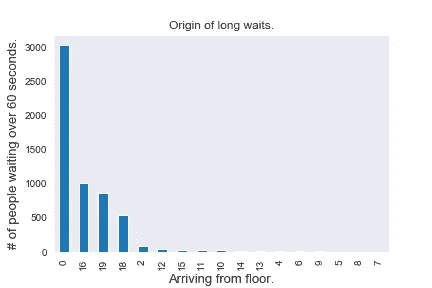 Origin of long waits.
# of people waiting over 60 seconds.
3000
2500
2000
1500
1000
500
0
0 16 19 18 2 12 15 11 10 14 13 4 6 9 5 8 7
Arriving from floor.